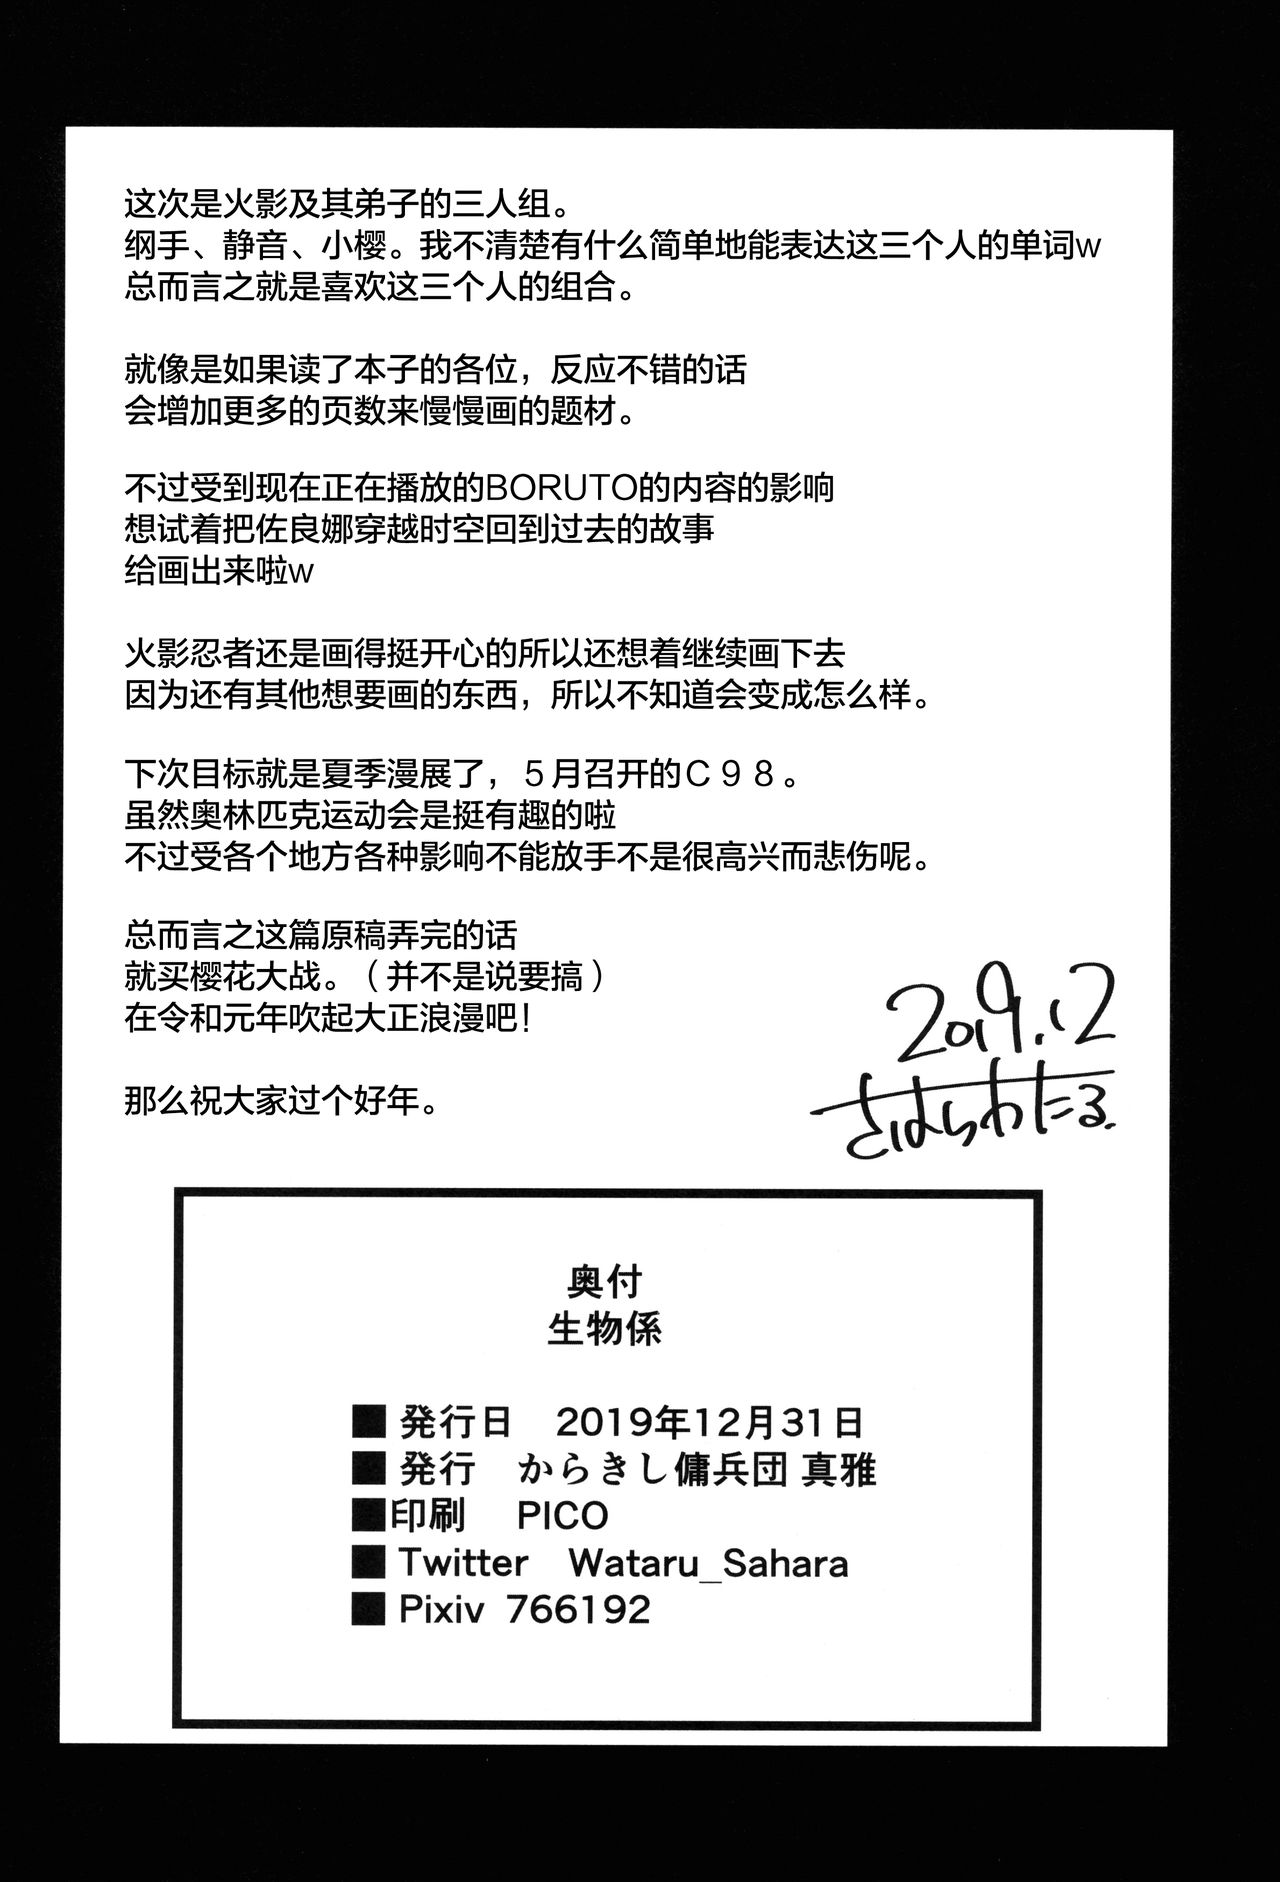 这次是火影及其弟子的三人组。
纲手、静音、小樱。我不清楚有什么简单地能表达这三个人的单词w
总而言之就是喜欢这三个人的组合。
就像是如果读了本子的各位，反应不错的话
会增加更多的页数来慢慢画的题材。
不过受到现在正在播放的BORUTO的内容的影响
想试着把佐良娜穿越时空回到过去的故事
给画出来啦w
火影忍者还是画得挺开心的所以还想着继续画下去
因为还有其他想要画的东西，所以不知道会变成怎么样。
下次目标就是夏季漫展了，５月召开的Ｃ９８。
虽然奥林匹克运动会是挺有趣的啦
不过受各个地方各种影响不能放手不是很高兴而悲伤呢。
总而言之这篇原稿弄完的话
就买樱花大战。（并不是说要搞）
在令和元年吹起大正浪漫吧！
那么祝大家过个好年。
2019.12
さはらわたる.
奥付
生物係
■ 発行日　2019年12月31日
■ 発行　からきし傭兵団 真雅
■印刷　PICO
■ Twitter　Wataru_Sahara
■ Pixiv 766192